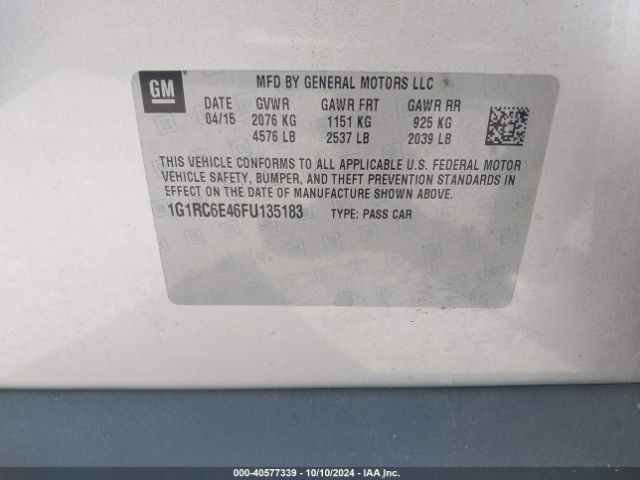 GM
MFD BY GENERAL MOTORS LLC
DATE GVWR GAWR FRT GAWR RR
04/15 2076 KG 1151 KG 925 KG
4576 LB 2537 LB 2039 LB
THIS VEHICLE CONFORMS TO ALL APPLICABLE U.S. FEDERAL MOTOR
VEHICLE SAFETY, BUMPER, AND THEFT PREVENTION STANDARDS IN
EFFECT ON THE DATE OF MANUFACTURE SHOWN ABOVE.
1G1RC6E46FU135183 TYPE: PASS CAR
000-40577339 - 10/10/2024 - IAA Inc.